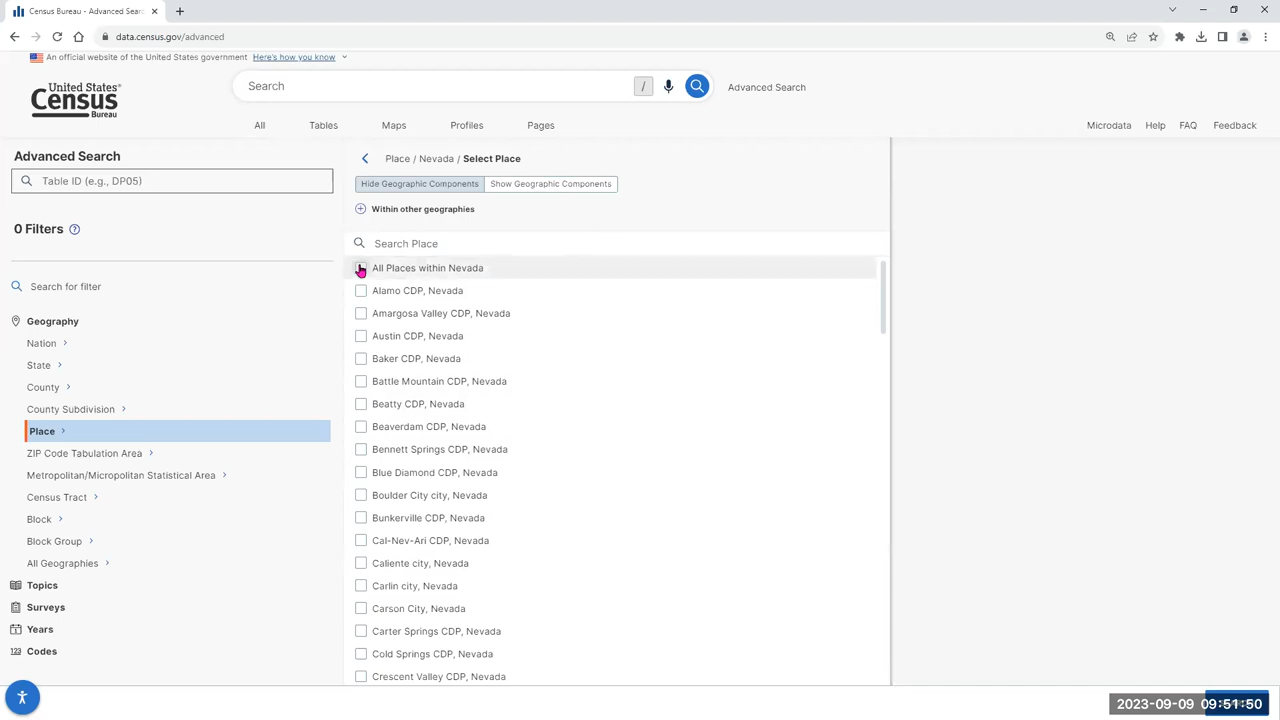 Census Bureau - Advanced Searc
data.census.gov/advanced
An official website of the United States government Here's how you know
United States
Census
Bureau
Search /
Advanced Search
All Tables Maps Profiles Pages
Microdata Help FAQ Feedback
Advanced Search
Table ID (e.g., DP05)
0 Filters ?
Search for filter
Geography
Nation
State
County
County Subdivision
Place
ZIP Code Tabulation Area
Metropolitan/Micropolitan Statistical Area
Census Tract
Block
Block Group
All Geographies
Topics
Surveys
Years
123 Codes
Place / Nevada / Select Place
Hide Geographic Components Show Geographic Components
Within other geographies
Search Place
All Places within Nevada
Alamo CDP, Nevada
Amargosa Valley CDP, Nevada
Austin CDP, Nevada
Baker CDP, Nevada
Battle Mountain CDP, Nevada
Beatty CDP, Nevada
Beaverdam CDP, Nevada
Bennett Springs CDP, Nevada
Blue Diamond CDP, Nevada
Boulder City city, Nevada
Bunkerville CDP, Nevada
Cal-Nev-Ari CDP, Nevada
Caliente city, Nevada
Carlin city, Nevada
Carson City, Nevada
Carter Springs CDP, Nevada
Cold Springs CDP, Nevada
Crescent Valley CDP, Nevada
2023-09-09 09:51:50